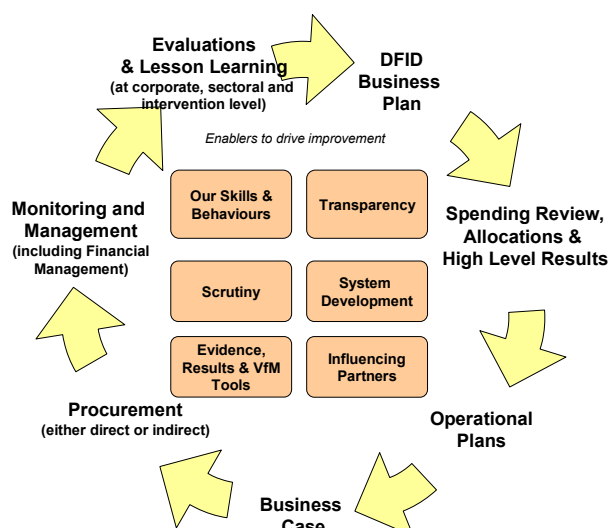 Evaluations
& Lesson Learning
(at corporate, sectoral and
intervention level)
DFID
Business
Plan
Enablers to drive improvement
Our Skills &
Behaviours
Transparency
Monitoring and
Management
(including Financial
Management)
Spending Review,
Allocations &
High Level Results
Scrutiny
System
Development
Evidence,
Results & VfM
Tools
Influencing
Partners
Procurement
(either direct or indirect)
Operational
Plans
Business
Case